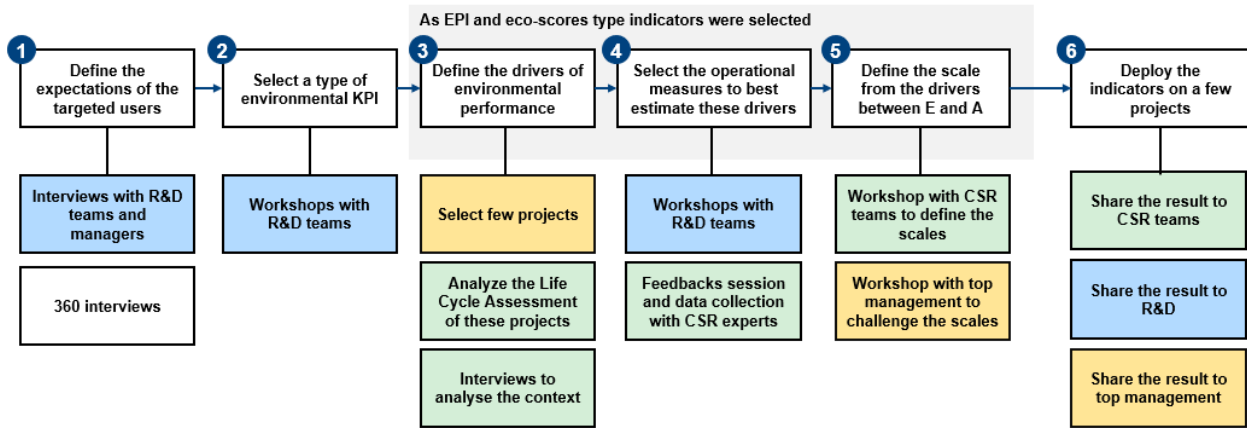 As EPI and eco-scores type indicators were selected
1
Define the
expectations of the
targeted users
2
Select a type of
environmental KPI
3
Define the drivers of
environmental
performance
4
Select the operational
measures to best
estimate these drivers
5
Define the scale
from the drivers
between E and A
6
Deploy the
indicators on a few
projects
Interviews with R&D
teams and
managers
360 interviews
Workshops with
R&D teams
Select few projects
Analyze the Life
Cycle Assessment
of these projects
Interviews to
analyse the context
Workshops with
R&D teams
Feedbacks session
and data collection
with CSR experts
Workshop with CSR
teams to define the
scales
Workshop with top
management to
challenge the scales
Share the result to
CSR teams
Share the result to
R&D
Share the result to
top management